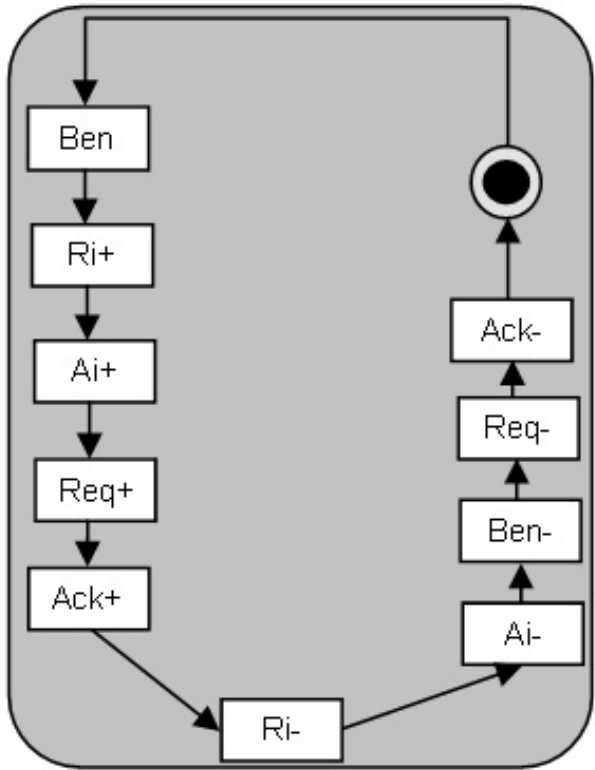 Ben
Ri+
Ai+
Req+
Ack+
Ri-
Ai-
Ben-
Req-
Ack-